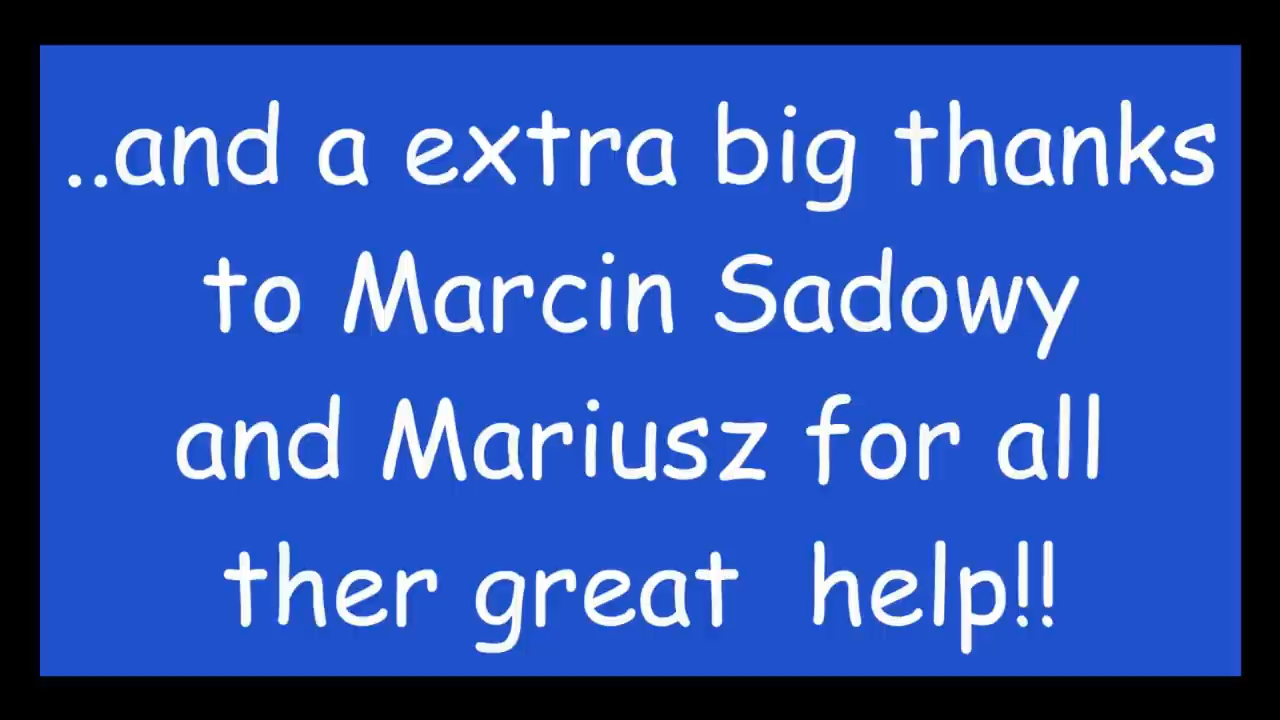 ..and a extra big thanks
to Marcin Sadowy
and Mariusz for all
ther great  help!!